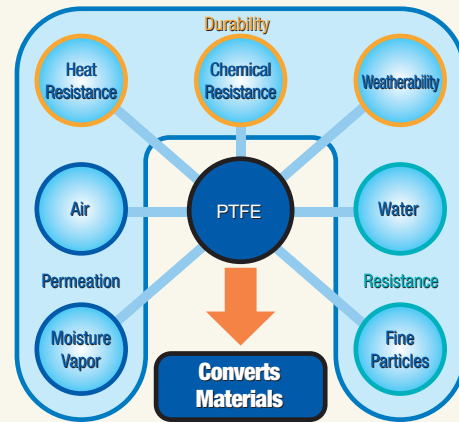 Durability
Heat
Resistance
Chemical
Resistance
Weatherability
Air
PTFE
Water
Permeation
Resistance
Moisture
Vapor
Fine
Particles
Converts
Materials